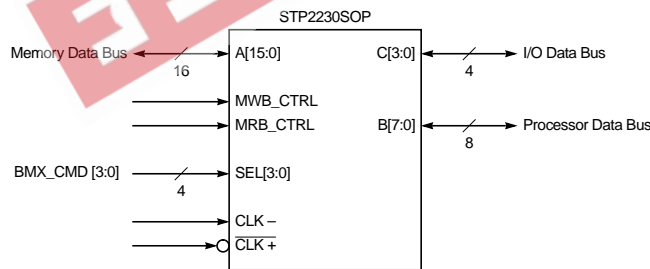 STP2230SOP
Memory Data Bus 16 A[15:0] C[3:0] 4 I/O Data Bus
MWB_CTRL
MRB_CTRL B[7:0] 8 Processor Data Bus
BMX_CMD [3:0] 4 SEL[3:0]
CLK –
CLK +